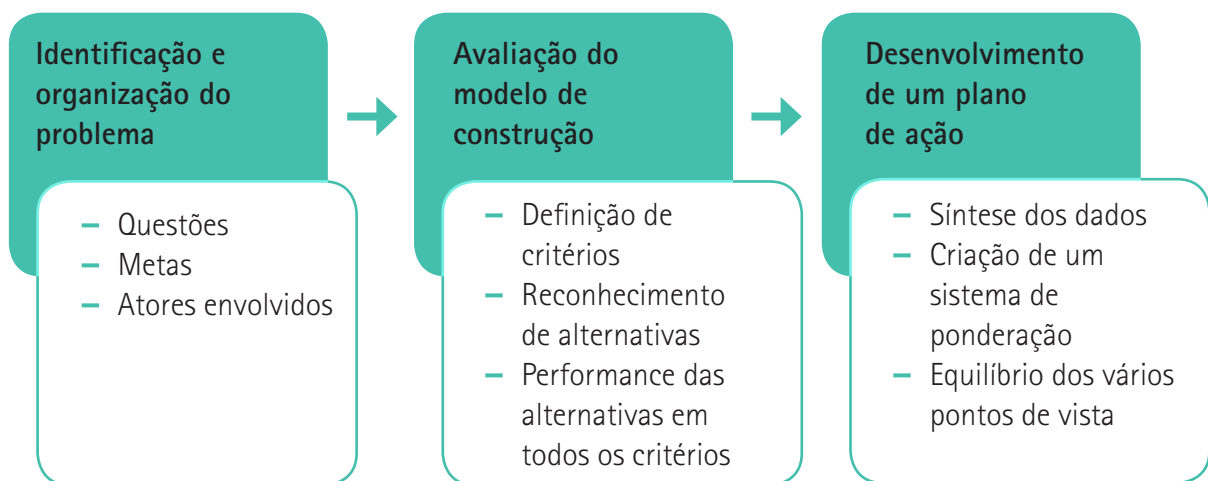 Identificação e
organização do
problema
– Questões
– Metas
– Atores envolvidos
Avaliação do
modelo de
construção
– Definição de
critérios
– Reconhecimento
de alternativas
– Performance das
alternativas em
todos os critérios
Desenvolvimento
de um plano
de ação
– Síntese dos dados
– Criação de um
sistema de
ponderação
– Equilíbrio dos vários
pontos de vista